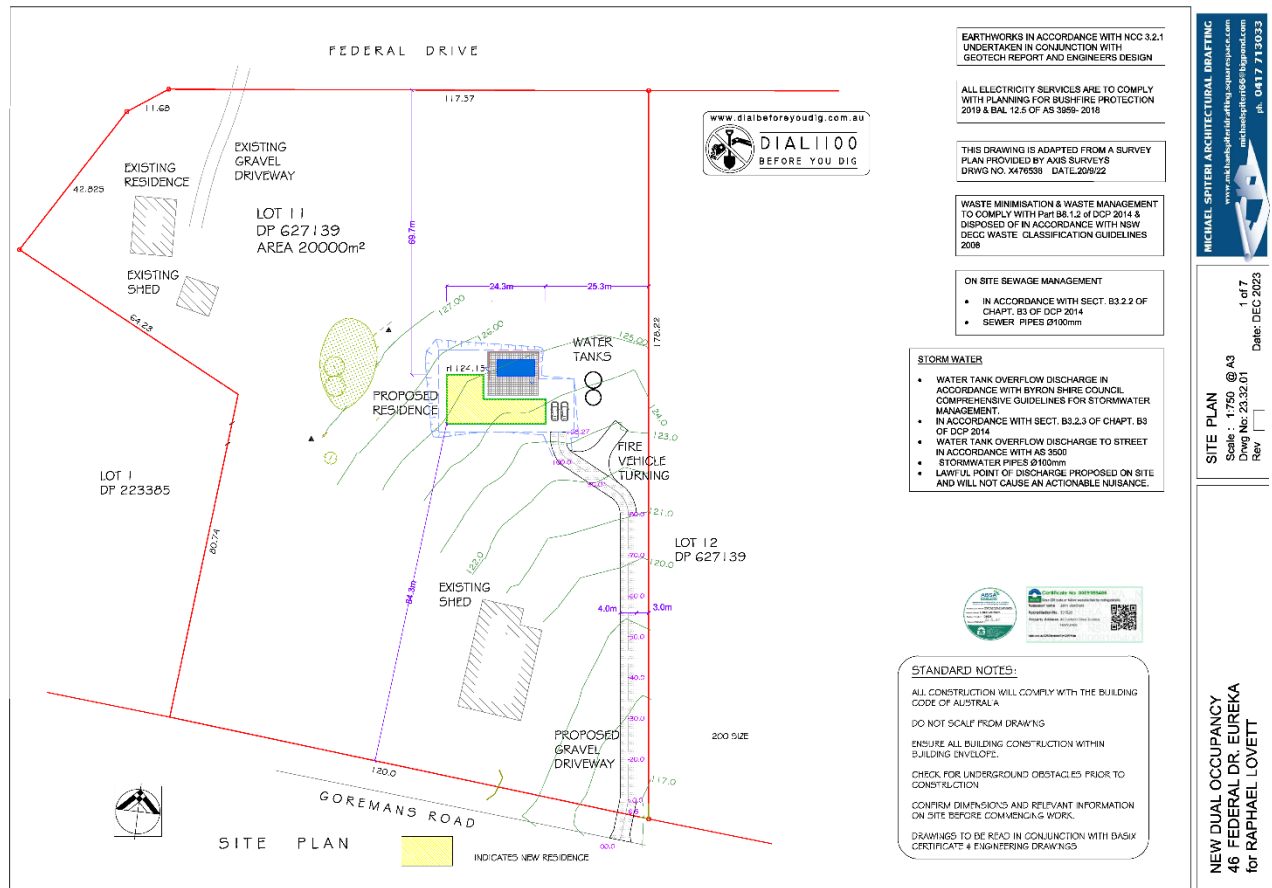 FEDERAL DRIVE
11.68
117.37
42.825
EXISTING
RESIDENCE
EXISTING
GRAVEL
DRIVEWAY
LOT 11
DP 627139
AREA 20000m²
EXISTING
SHED
64.23
69.7m
24.3m
25.3m
178.22
www.dialbeforeyoudig.com.au
DIAL1100
BEFORE YOU DIG
127.00
126.00
125.00
124.0
123.0
WATER
TANKS
PROPOSED
RESIDENCE
FIRE
VEHICLE
TURNING
LOT 1
DP 223385
80.74
64.3m
122.0
121.0
120.0
LOT 12
DP 627139
EXISTING
SHED
4.0m
3.0m
PROPOSED
GRAVEL
DRIVEWAY
200 SIZE
117.0
120.0
GOREMANS ROAD
SITE PLAN
INDICATES NEW RESIDENCE
EARTHWORKS IN ACCORDANCE WITH NCC 3.2.1
UNDERTAKEN IN CONJUNCTION WITH
GEOTECH REPORT AND ENGINEERS DESIGN
ALL ELECTRICITY SERVICES ARE TO COMPLY
WITH PLANNING FOR BUSHFIRE PROTECTION
2019 & BAL 12.5 OF AS 3959- 2018
THIS DRAWING IS ADAPTED FROM A SURVEY
PLAN PROVIDED BY AXIS SURVEYS
DRWG NO. X476538 DATE.20/9/22
WASTE MINIMISATION & WASTE MANAGEMENT
TO COMPLY WITH Part B8.1.2 of DCP 2014 &
DISPOSED OF IN ACCORDANCE WITH NSW
DECC WASTE CLASSIFICATION GUIDELINES
2008
ON SITE SEWAGE MANAGEMENT
• IN ACCORDANCE WITH SECT. B3.2.2 OF
CHAPT. B3 OF DCP 2014
• SEWER PIPES Ø100mm
STORM WATER
• WATER TANK OVERFLOW DISCHARGE IN
ACCORDANCE WITH BYRON SHIRE COUNCIL
COMPREHENSIVE GUIDELINES FOR STORMWATER
MANAGEMENT.
• IN ACCORDANCE WITH SECT. B3.2.3 OF CHAPT. B3
OF DCP 2014
• WATER TANK OVERFLOW DISCHARGE TO STREET
IN ACCORDANCE WITH AS 3500
• STORMWATER PIPES Ø100mm
• LAWFUL POINT OF DISCHARGE PROPOSED ON SITE
AND WILL NOT CAUSE AN ACTIONABLE NUISANCE.
STANDARD NOTES:
ALL CONSTRUCTION WILL COMPLY WITH THE BUILDING
CODE OF AUSTRALIA
DO NOT SCALE FROM DRAWING
ENSURE ALL BUILDING CONSTRUCTION WITHIN
BUILDING ENVELOPE.
CHECK FOR UNDERGROUND OBSTACLES PRIOR TO
CONSTRUCTION
CONFIRM DIMENSIONS AND RELEVANT INFORMATION
ON SITE BEFORE COMMENCING WORK.
DRAWINGS TO BE READ IN CONJUNCTION WITH BASIX
CERTIFICATE & ENGINEERING DRAWINGS
MICHAEL SPITERI ARCHITECTURAL DRAFTING
www.michaelspiteridrafting.squarespace.com
michaelspiteri66@bigpond.com
ph. 0417 713033
SITE PLAN
Scale : 1:750 @ A3
Drwg No: 23.32.01
Rev
1 of 7
Date: DEC 2023
NEW DUAL OCCUPANCY
46 FEDERAL DR. EUREKA
for RAPHAEL LOVETT